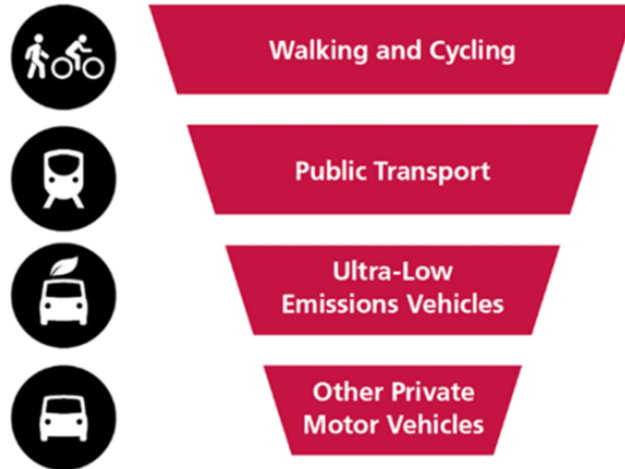 Walking and Cycling
Public Transport
Ultra-Low
Emissions Vehicles
Other Private
Motor Vehicles